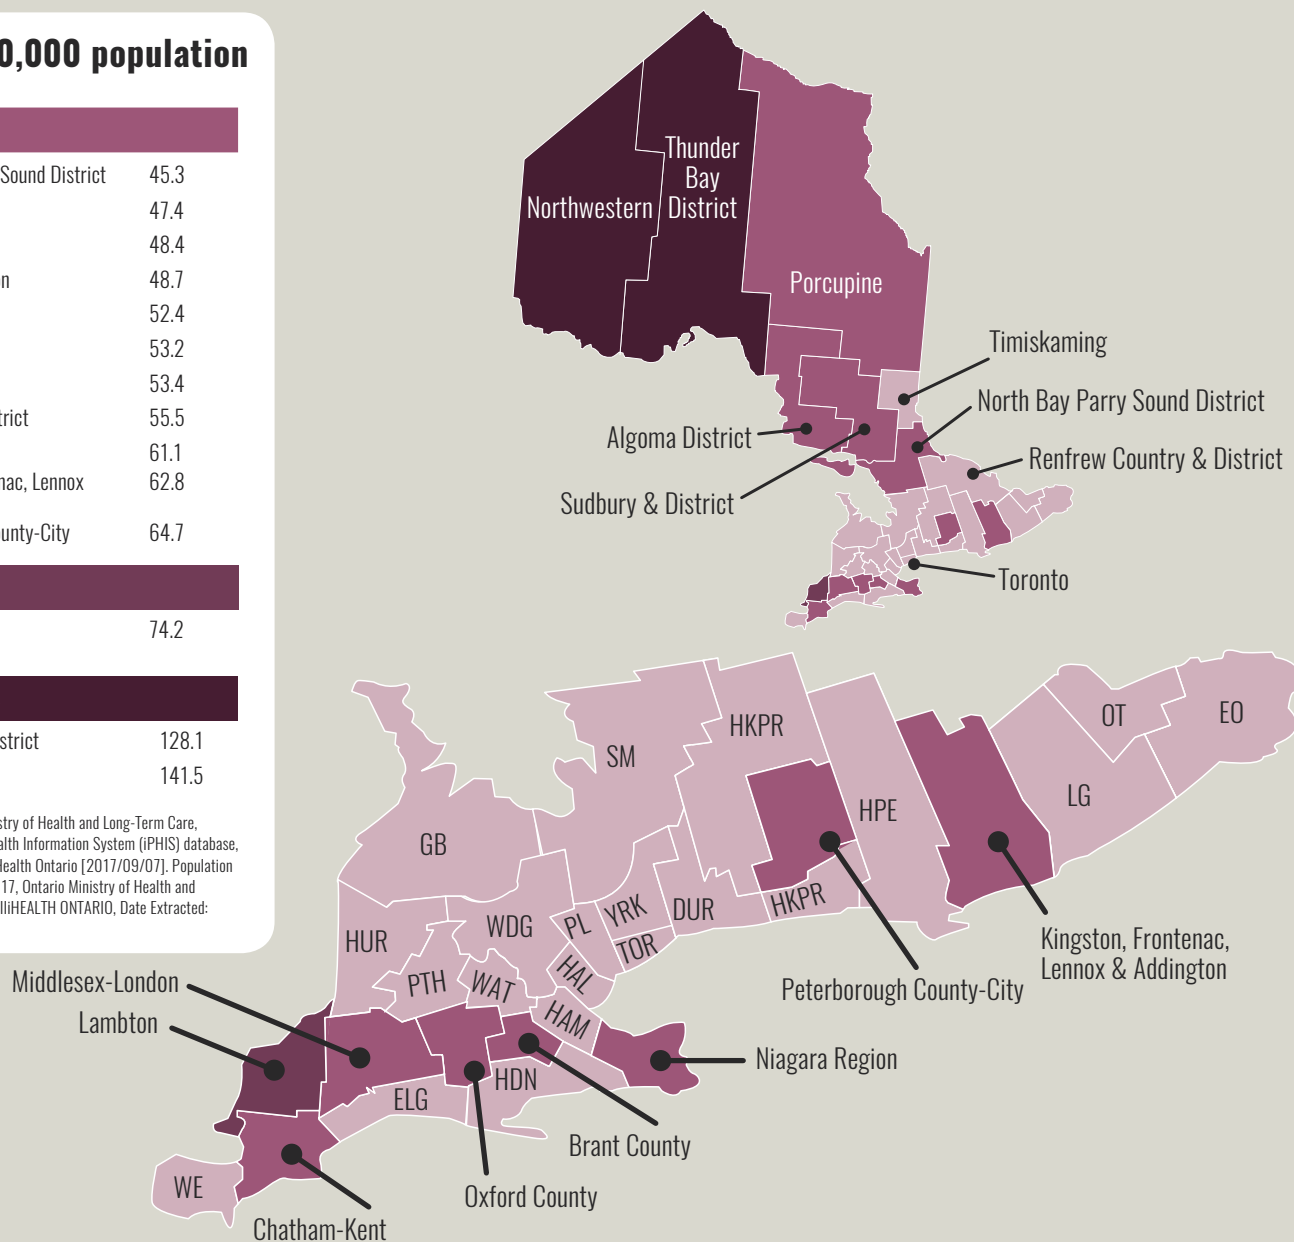 0,000 population
Sound District 45.3
47.4
48.4
on 48.7
52.4
53.2
53.4
trict 55.5
61.1
nac, Lennox 62.8
ounty-City 64.7
74.2
strict 128.1
141.5
stry of Health and Long-Term Care,
alth Information System (iPHIS) database,
Health Ontario [2017/09/07]. Population
17, Ontario Ministry of Health and
lliHEALTH ONTARIO, Date Extracted:
Northwestern
Thunder
Bay
District
Porcupine
Timiskaming
North Bay Parry Sound District
Algoma District
Renfrew Country & District
Sudbury & District
Toronto
HKPR
SM
OT
EO
LG
HPE
GB
HKPR
DUR
YRK
PL
WDG
HUR
TOR
HAL
PTH
WAT
HAM
HDN
ELG
WE
Middlesex-London
Lambton
Kingston, Frontenac,
Lennox & Addington
Peterborough County-City
Niagara Region
Brant County
Oxford County
Chatham-Kent